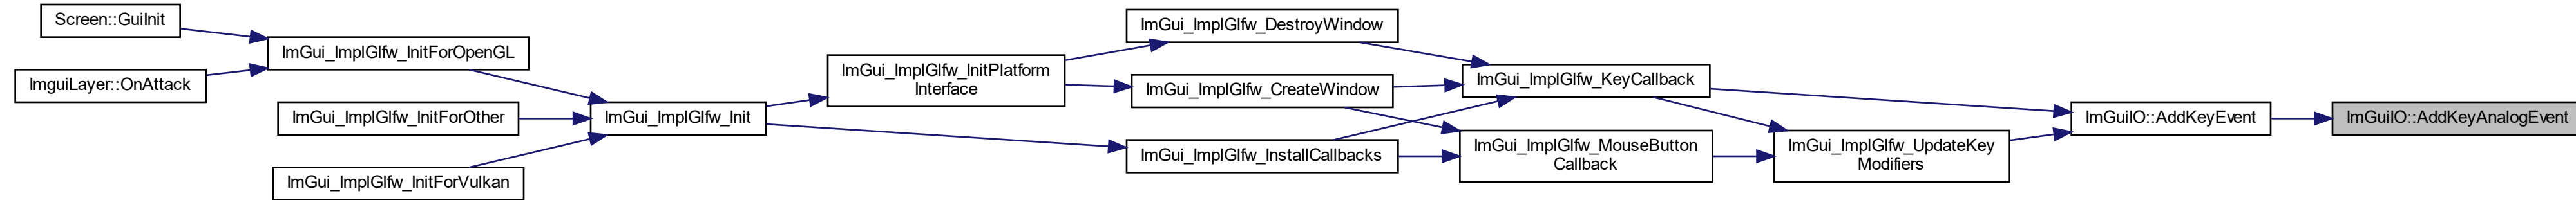 Screen::GuiInit
ImguiLayer::OnAttack
ImGui_ImplGlfw_InitForOpenGL
ImGui_ImplGlfw_InitForOther
ImGui_ImplGlfw_InitForVulkan
ImGui_ImplGlfw_Init
ImGui_ImplGlfw_InitPlatform
Interface
ImGui_ImplGlfw_DestroyWindow
ImGui_ImplGlfw_CreateWindow
ImGui_ImplGlfw_InstallCallbacks
ImGui_ImplGlfw_KeyCallback
ImGui_ImplGlfw_MouseButton
Callback
ImGui_ImplGlfw_UpdateKey
Modifiers
ImGuiIO::AddKeyEvent
ImGuiIO::AddKeyAnalogEvent